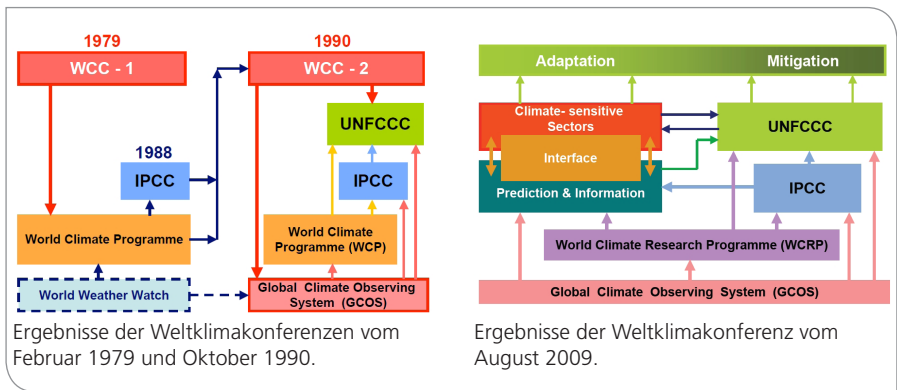 1979
WCC - 1
1988
IPCC
World Climate Programme
World Weather Watch
1990
WCC - 2
UNFCCC
IPCC
World Climate
Programme (WCP)
Global Climate Observing
System (GCOS)
Ergebnisse der Weltklimakonferenzen vom
Februar 1979 und Oktober 1990.
Adaptation Mitigation
Climate- sensitive
Sectors
UNFCCC
Interface
Prediction & Information
IPCC
World Climate Research Programme (WCRP)
Global Climate Observing System (GCOS)
Ergebnisse der Weltklimakonferenz vom
August 2009.